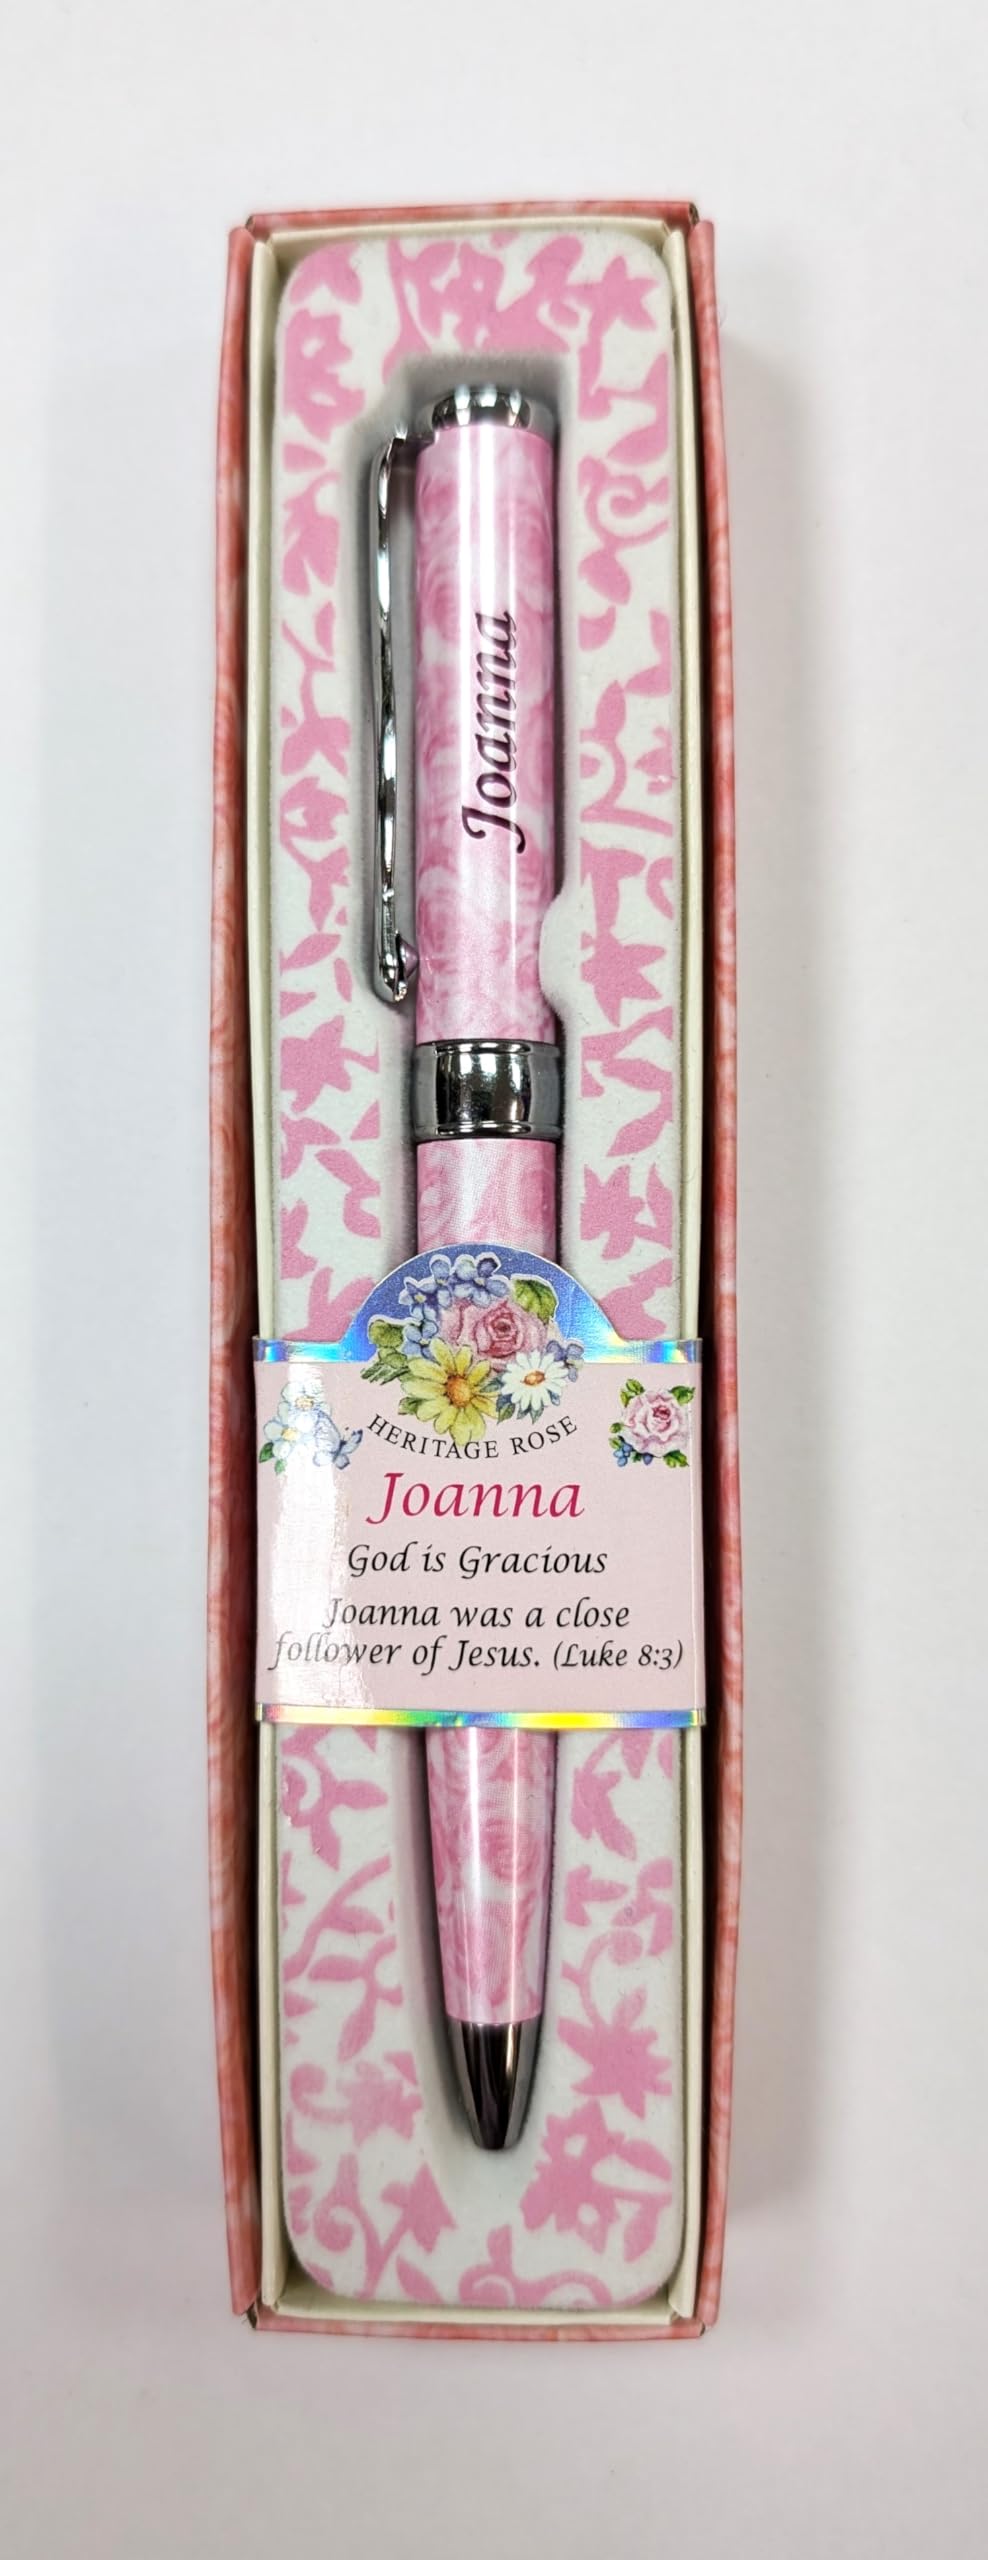 Joanna
HERITAGE ROSE
Joanna
God is Gracious
Joanna was a close
follower of Jesus. (Luke 8:3)